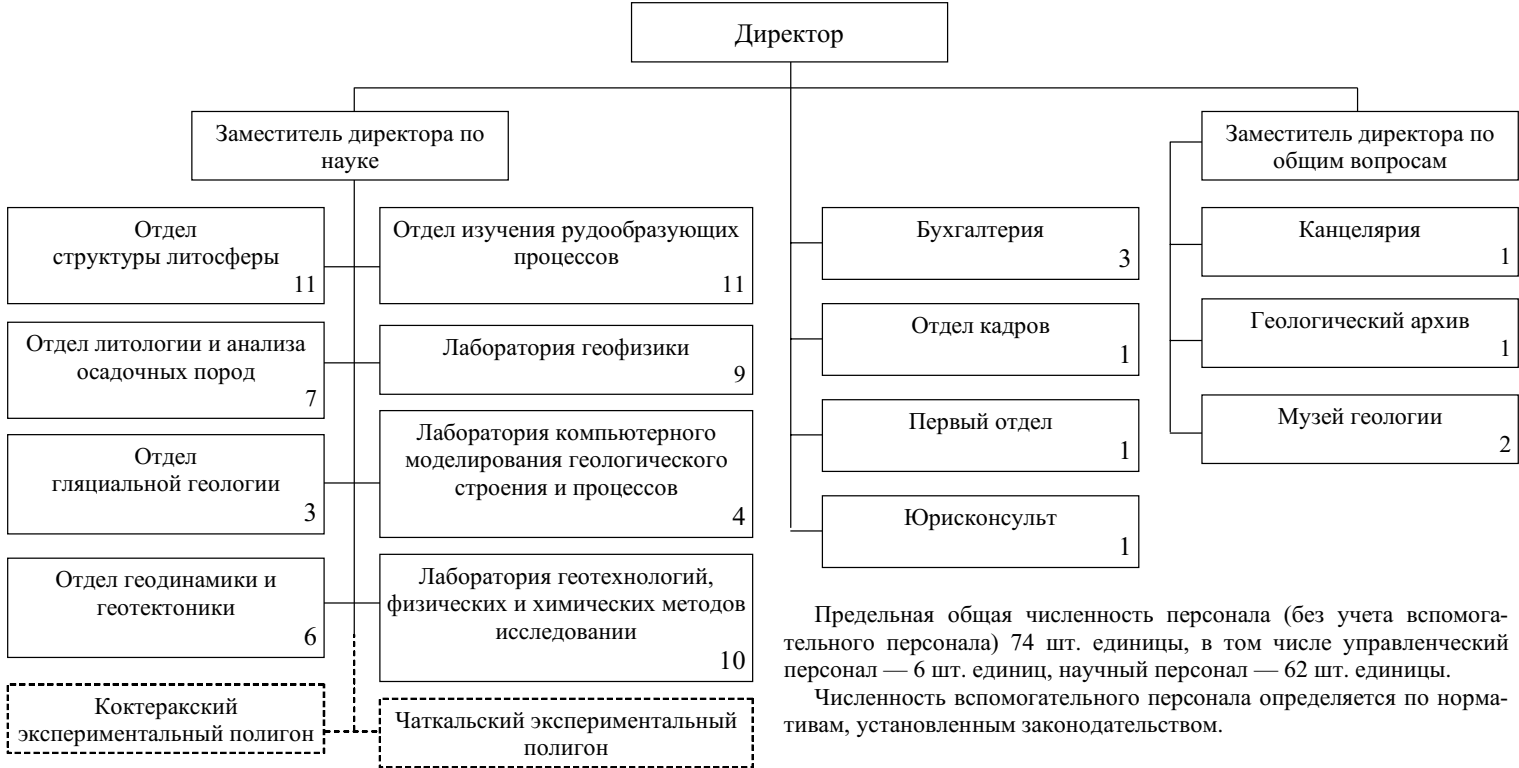 Директор
Заместитель директора по
науке
Заместитель директора по
общим вопросам
Отдел
структуры литосферы
11
Отдел изучения рудообразующих
процессов
11
Отдел литологии и анализа
осадочных пород
7
Лаборатория геофизики
9
Отдел
гляциальной геологии
3
Лаборатория компьютерного
моделирования геологического
строения и процессов
4
Отдел геодинамики и
геотектоники
6
Лаборатория геотехнологий,
физических и химических методов
исследовании
10
Коктеракский
экспериментальный полигон
Чаткальский экспериментальный
полигон
Бухгалтерия
3
Отдел кадров
1
Первый отдел
1
Юрисконсульт
1
Канцелярия
1
Геологический архив
1
Музей геологии
2
Предельная общая численность персонала (без учета вспомога-
тельного персонала) 74 шт. единицы, в том числе управленческий
персонал — 6 шт. единиц, научный персонал — 62 шт. единицы.
Численность вспомогательного персонала определяется по норма-
тивам, установленным законодательством.